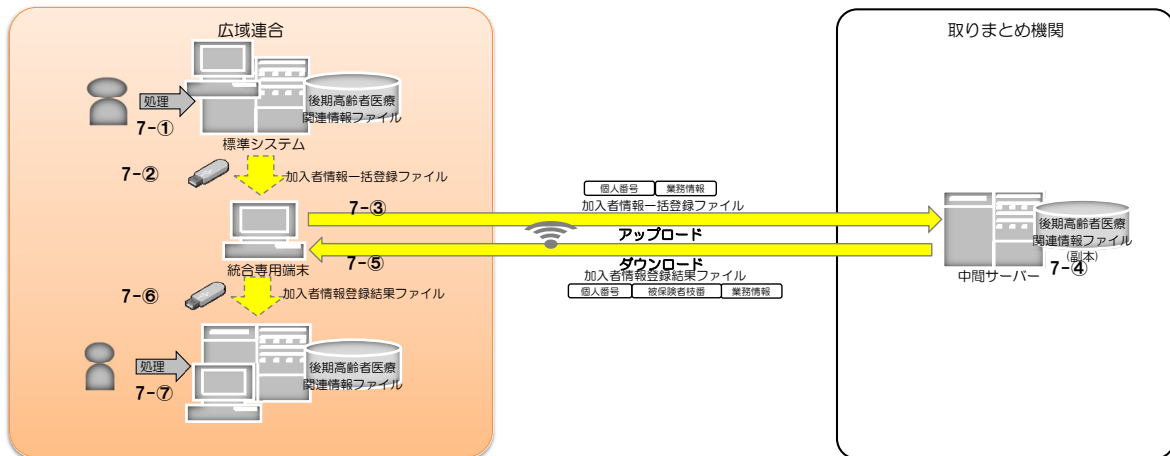 広域連合
処理
7-①
後期高齢者医療
関連情報ファイル
標準システム
7-②
加入者情報一括登録ファイル
統合専用端末
7-③
個人番号
業務情報
加入者情報一括登録ファイル
アップロード
7-⑤
ダウンロード
加入者情報登録結果ファイル
個人番号
被保険者枝番
業務情報
7-⑥
加入者情報登録結果ファイル
処理
7-⑦
後期高齢者医療
関連情報ファイル
取りまとめ機関
後期高齢者医療
関連情報ファイル
(副本)
7-④
中間サーバー